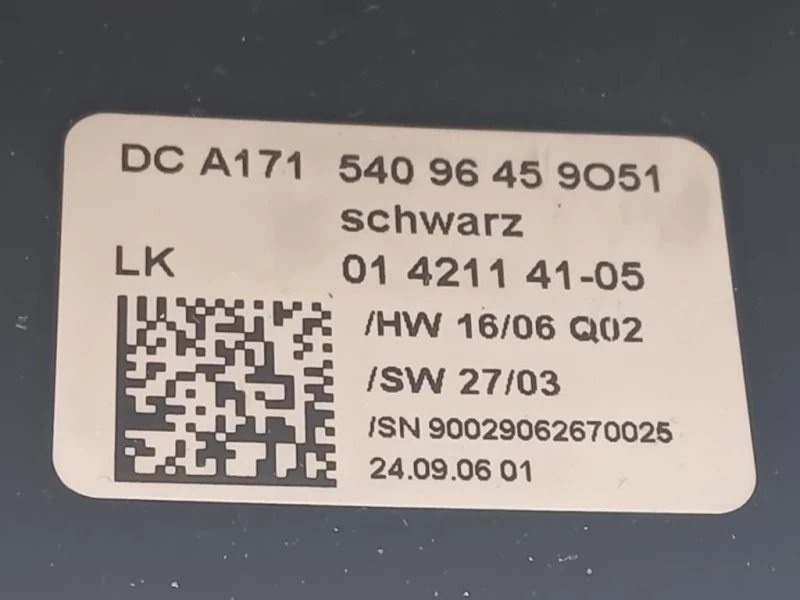 DC A171 540 96 45 9O51
schwarz
LK 01 4211 41-05
/HW 16/06 Q02
/SW 27/03
/SN 90029062670025
24.09.06 01